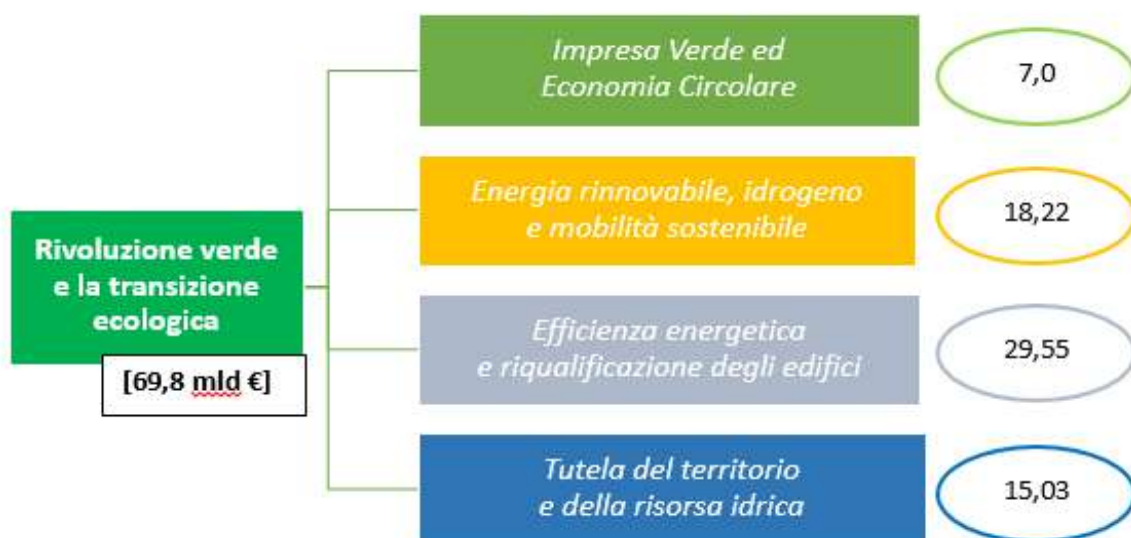 Impresa Verde ed
Economia Circolare
7,0
Energia rinnovabile, idrogeno
e mobilità sostenibile
18,22
Rivoluzione verde
e la transizione
ecologica
[69,8 mld €]
Efficienza energetica
e riqualificazione degli edifici
29,55
Tutela del territorio
e della risorsa idrica
15,03